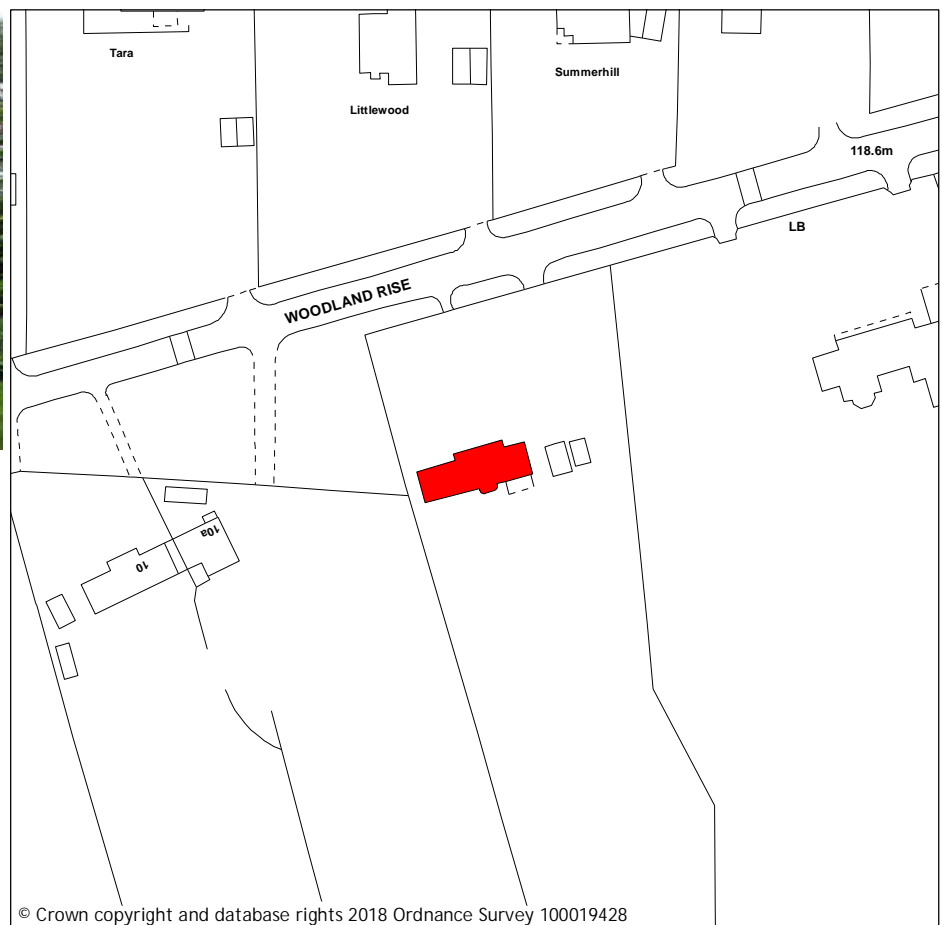 Tara
Littlewood
Summerhill
118.6m
LB
WOODLAND RISE
10a
10
© Crown copyright and database rights 2018 Ordnance Survey 100019428